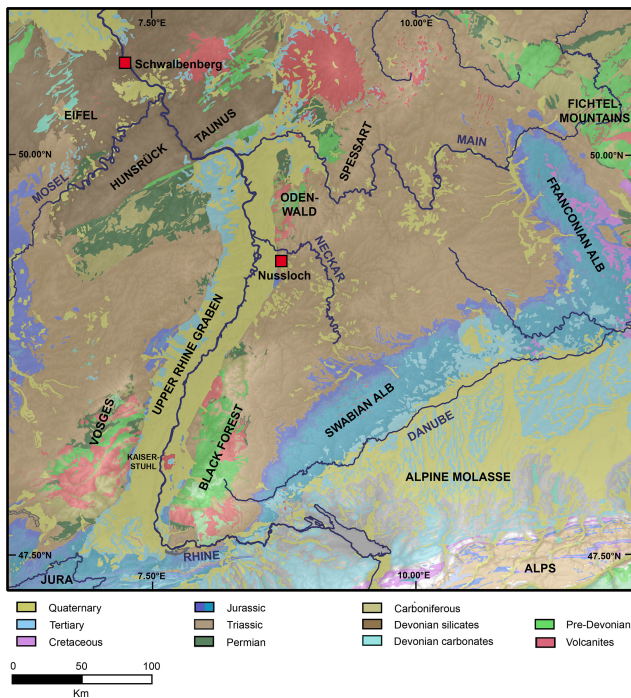 7.50°E
10.00°E
Schwalbenberg
EIFEL
TAUNUS
FICHTEL
MOUNTAINS
50.00°N
MOSEL
HUNSRÜCK
SPESSART
MAIN
50.00°N
ODEN-
WALD
FRANCONIAN ALB
NECKAR
Nussloch
UPPER RHINE GRABEN
VOSGES
KAISER-
STUHL
BLACK FOREST
SWABIAN ALB
DANUBE
ALPINE MOLASSE
47.50°N
RHINE
47.50°N
JURA
7.50°E
10.00°E
ALPS
Quaternary
Tertiary
Cretaceous
Jurassic
Triassic
Permian
Carboniferous
Devonian silicates
Devonian carbonates
Pre-Devonian
Volcanites
0 50 100
Km